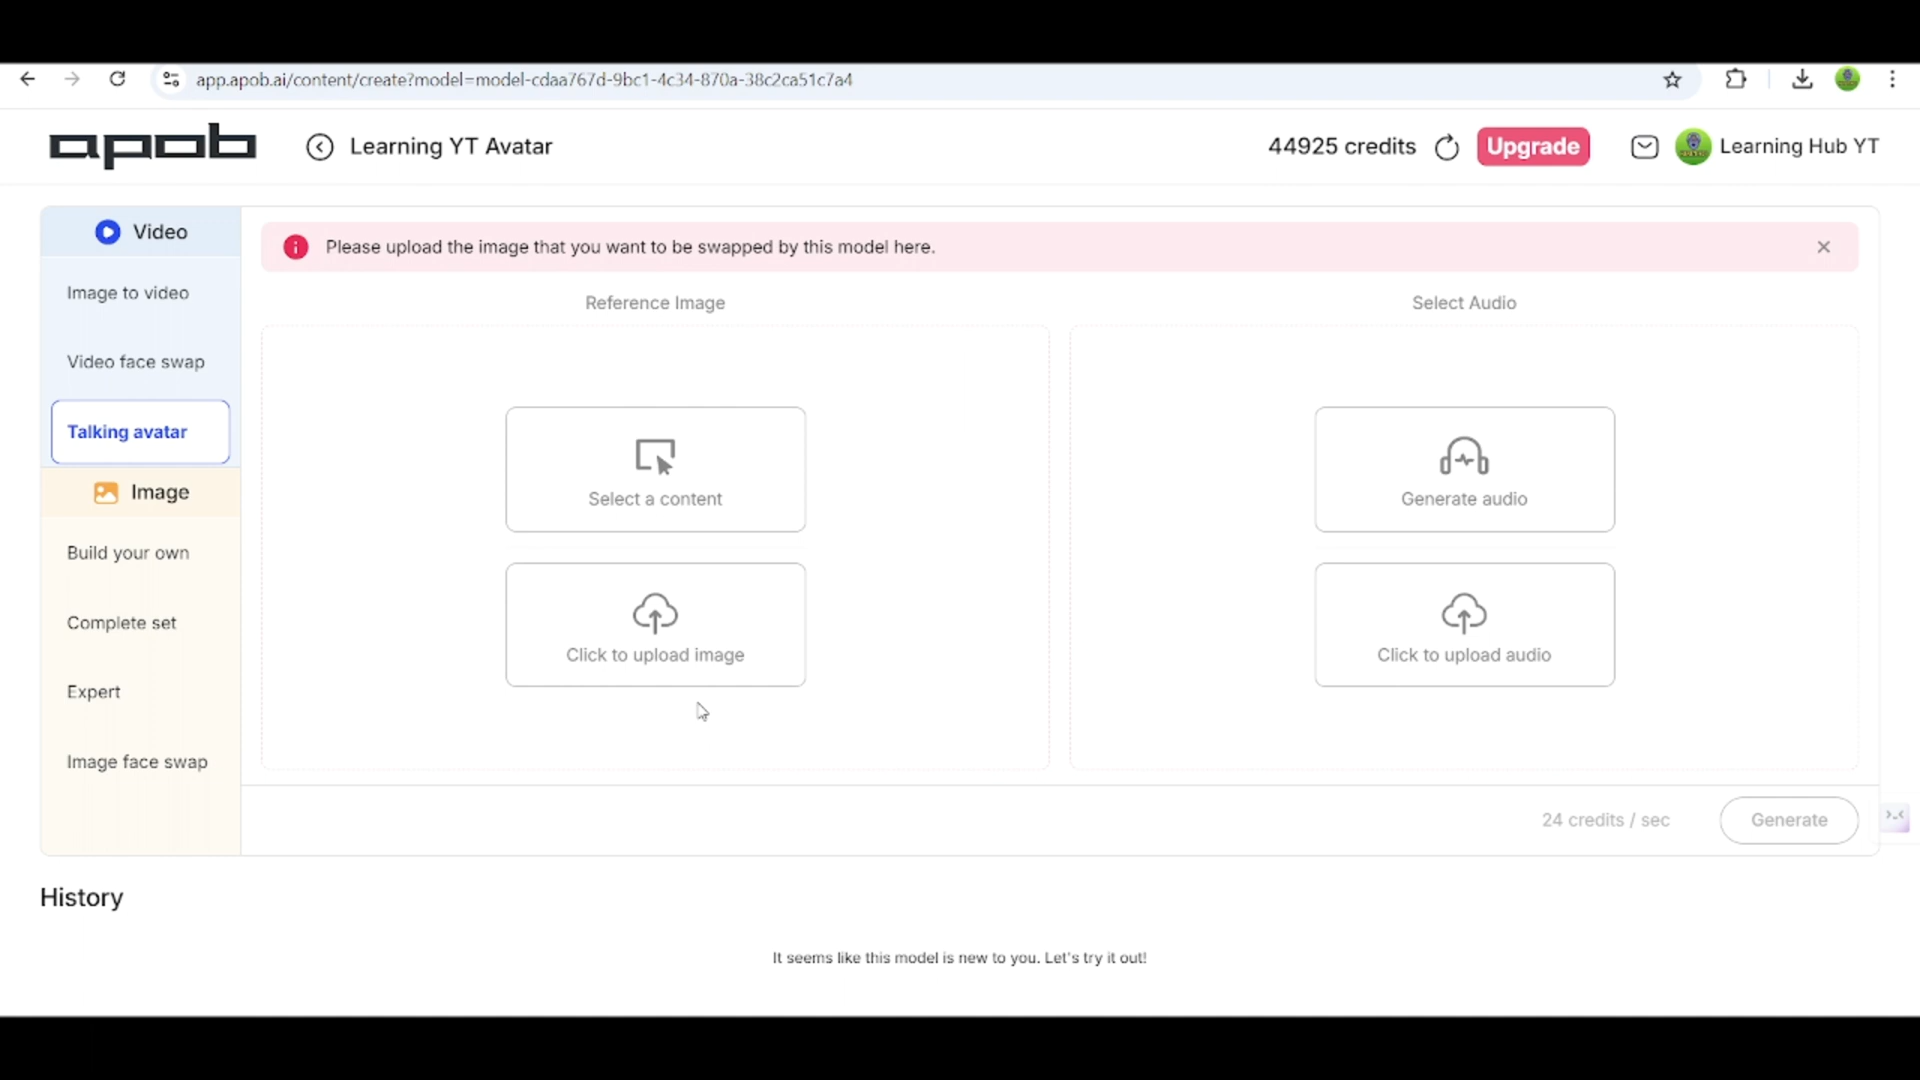 app.apob.ai/content/create?model=model-cdaa767d-9bc1-4c34-870a-38c2ca51c7a4
apob
Learning YT Avatar
44925 credits
Upgrade
Learning Hub YT
Video
Image to video
Video face swap
Talking avatar
Image
Build your own
Complete set
Expert
Image face swap
Please upload the image that you want to be swapped by this model here.
Reference Image
Select a content
Click to upload image
Select Audio
Generate audio
Click to upload audio
24 credits / sec
Generate
History
It seems like this model is new to you. Let's try it out!